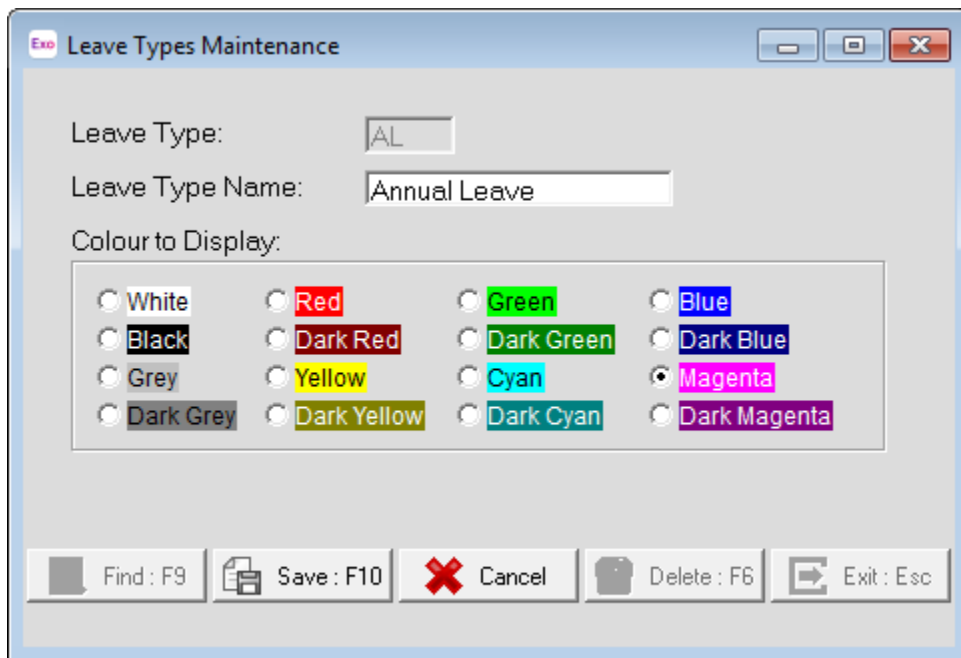 Exo Leave Types Maintenance
Leave Type: AL
Leave Type Name: Annual Leave
Colour to Display:
White Red Green Blue
Black Dark Red Dark Green Dark Blue
Grey Yellow Cyan Magenta
Dark Grey Dark Yellow Dark Cyan Dark Magenta
Find : F9 Save : F10 Cancel Delete : F6 Exit : Esc